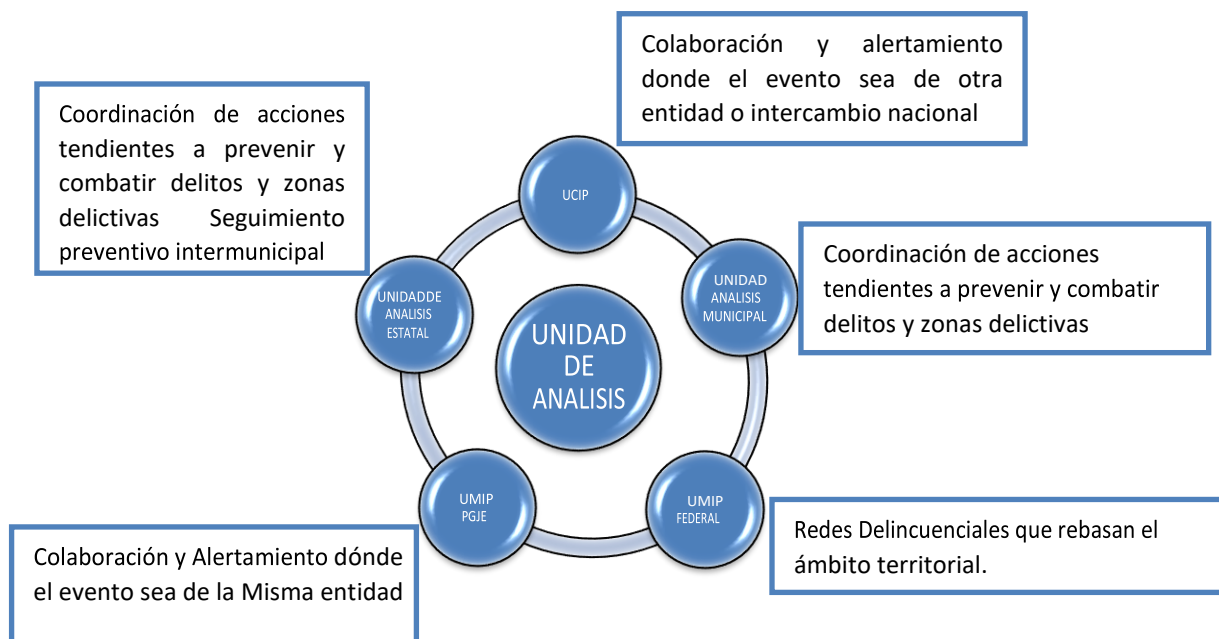 Colaboración y alertamiento
donde el evento sea de otra
entidad o intercambio nacional
Coordinación de acciones
tendientes a prevenir y
combatir delitos y zonas
delictivas Seguimiento
preventivo intermunicipal
UCIP
UNIDAD
ANALISIS
MUNICIPAL
Coordinación de acciones
tendientes a prevenir y combatir
delitos y zonas delictivas
UNIDADDE
ANALISIS
ESTATAL
UNIDAD
DE
ANALISIS
UMIP
PGJE
UMIP
FEDERAL
Redes Delincuenciales que rebasan el
ámbito territorial.
Colaboración y Alertamiento dónde
el evento sea de la Misma entidad